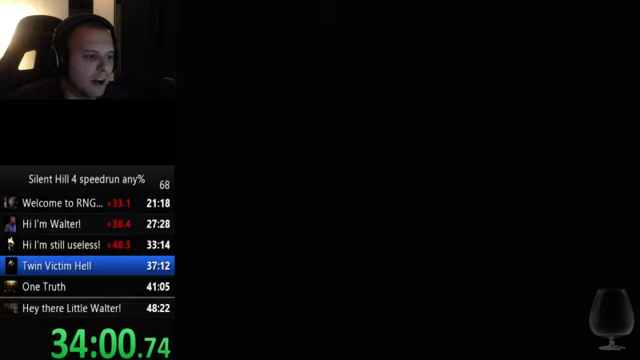 Silent Hill 4 speedrun any%
68
Welcome to RNG... +33.1 21:18
Hi I'm Walter! +38.4 27:28
Hi I'm still useless! +48.3 33:14
Twin Victim Hell 37:12
One Truth 41:05
Hey there Little Walter! 48:22
34:00.74